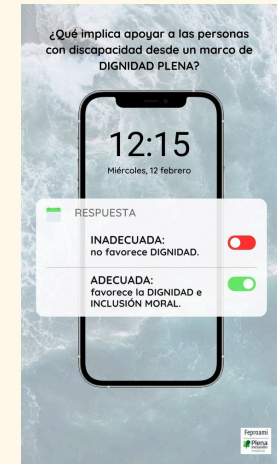 ¿Qué implica apoyar a las personas
con discapacidad desde un marco de
DIGNIDAD PLENA?
12:15
Miércoles, 12 febrero
RESPUESTA
INADECUADA:
no favorece DIGNIDAD.
ADECUADA:
favorece la DIGNIDAD e
INCLUSIÓN MORAL.
Feproami
Plena
inclusión